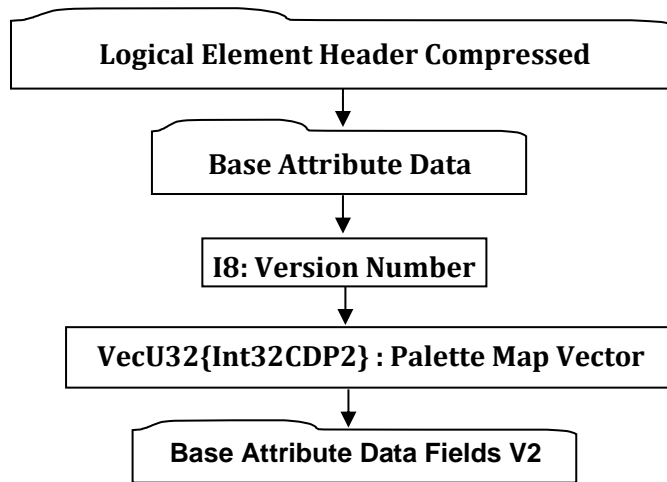 Logical Element Header Compressed
Base Attribute Data
I8: Version Number
VecU32{Int32CDP2} : Palette Map Vector
Base Attribute Data Fields V2